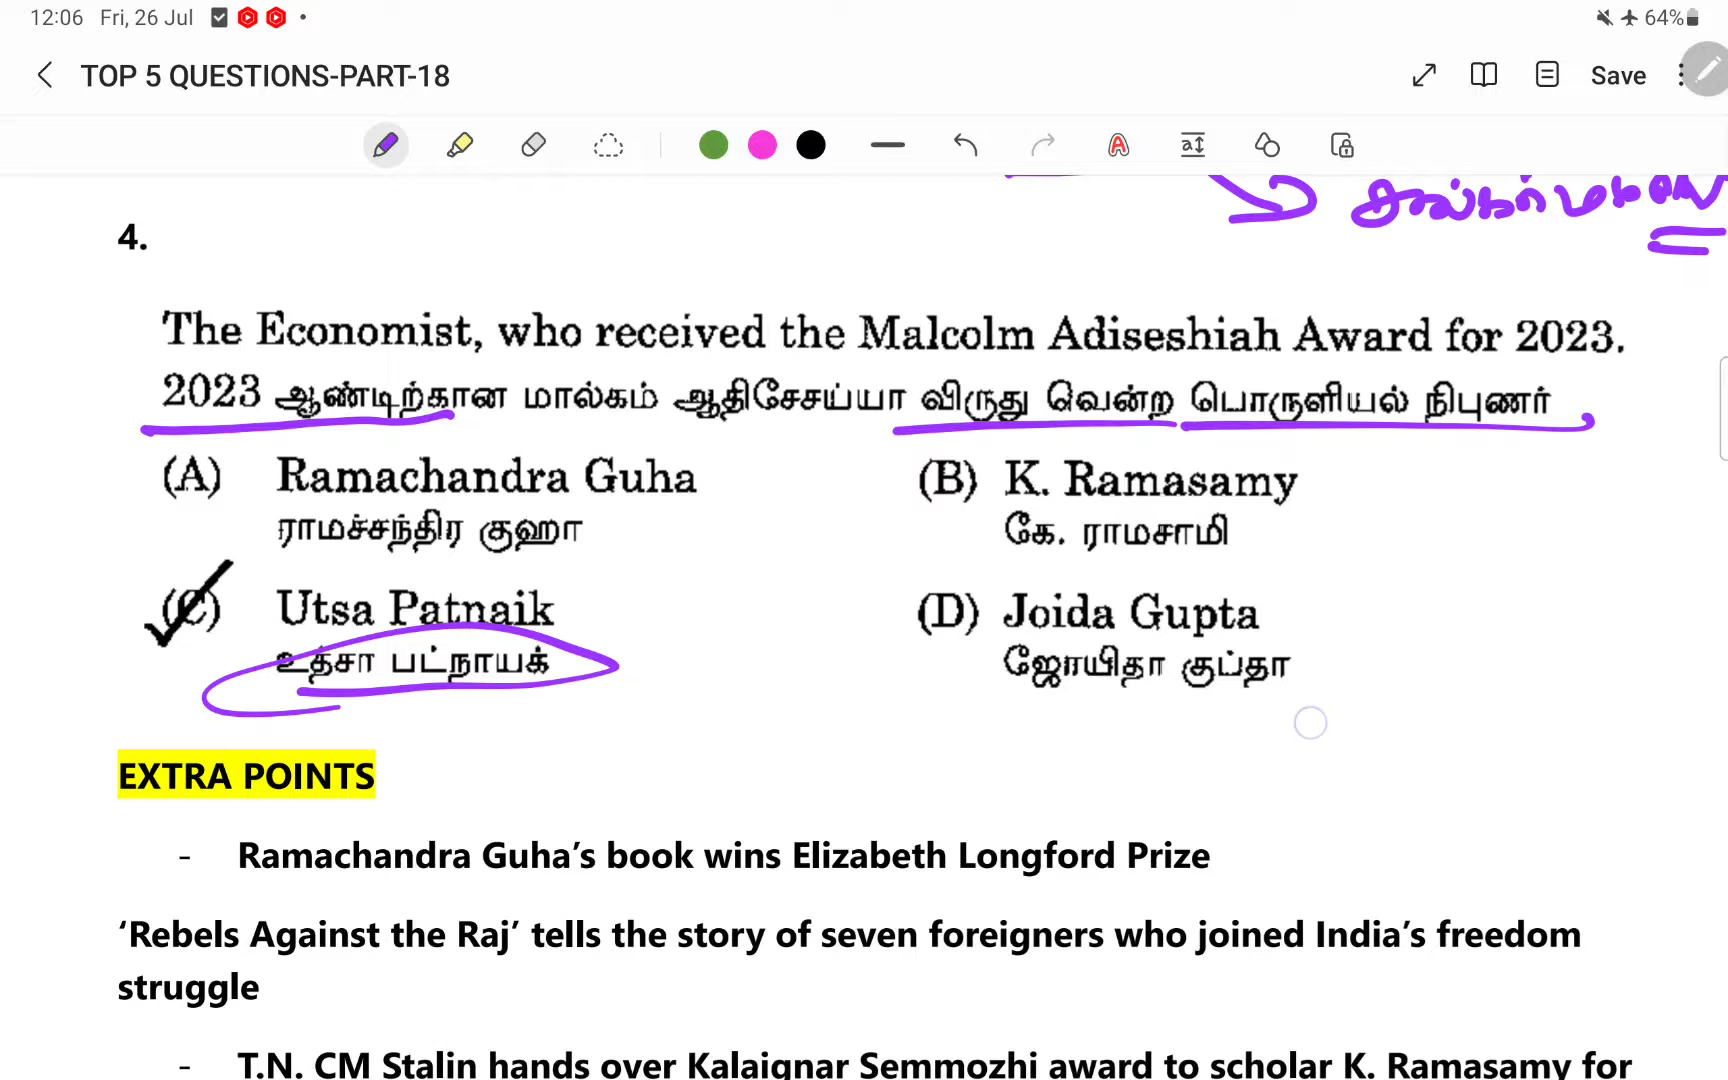 12:06 Fri, 26 Jul
64%
TOP 5 QUESTIONS-PART-18
Save
4.
The Economist, who received the Malcolm Adiseshiah Award for 2023.
2023 ஆண்டிற்கான மால்கம் ஆதிசேசய்யா விருது வென்ற பொருளியல் நிபுணர்
(A) Ramachandra Guha
ராமச்சந்திர குஹா
(B) K. Ramasamy
கே. ராமசாமி
(C) Utsa Patnaik
உத்சா பட்நாயக்
(D) Joida Gupta
ஜோயிதா குப்தா
EXTRA POINTS
- Ramachandra Guha’s book wins Elizabeth Longford Prize
‘Rebels Against the Raj’ tells the story of seven foreigners who joined India’s freedom
struggle
- T.N. CM Stalin hands over Kalaignar Semmozhi award to scholar K. Ramasamy for